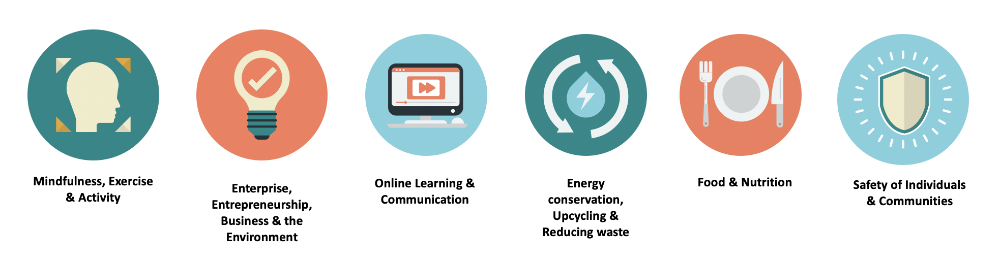 Mindfulness, Exercise
& Activity
Enterprise,
Entrepreneurship,
Business & the
Environment
Online Learning &
Communication
Energy
conservation,
Upcycling &
Reducing waste
Food & Nutrition
Safety of Individuals
& Communities